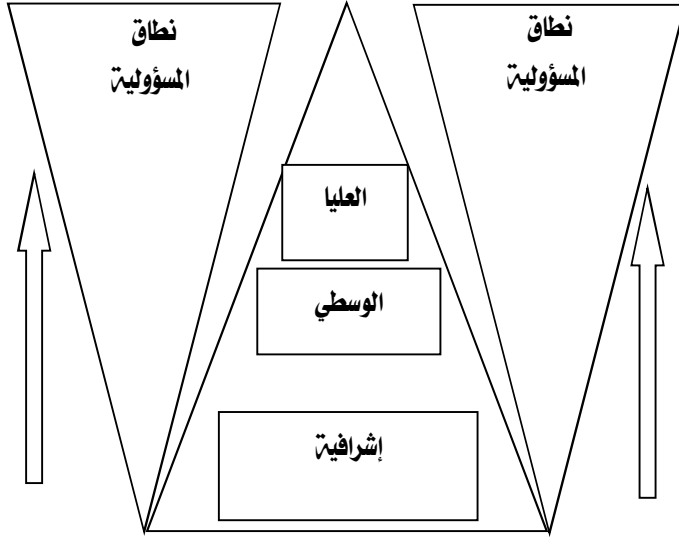 نطاق
المسؤولية
نطاق
المسؤولية
العليا
الوسطي
إشرافية